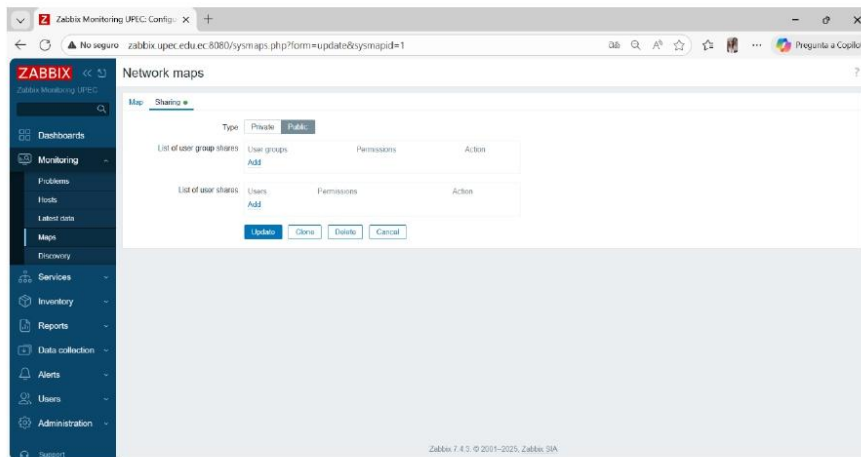 Zabbix Monitoring UPEC: Configu
No seguro zabbix.upec.edu.ec:8080/sysmaps.php?form=update&sysmapid=1
Pregunta a Copilot
ZABBIX
Zabbix Monitoring UPEC
Network maps
?
Map Sharing
Type Private Public
List of user group shares User groups Permissions Action
Add
List of user shares Users Permissions Action
Add
Update Clone Delete Cancel
Dashboards
Monitoring
Problems
Hosts
Latest data
Maps
Discovery
Services
Inventory
Reports
Data collection
Alerts
Users
Administration
Support
Zabbix 7.4.3. © 2001–2025, Zabbix SIA